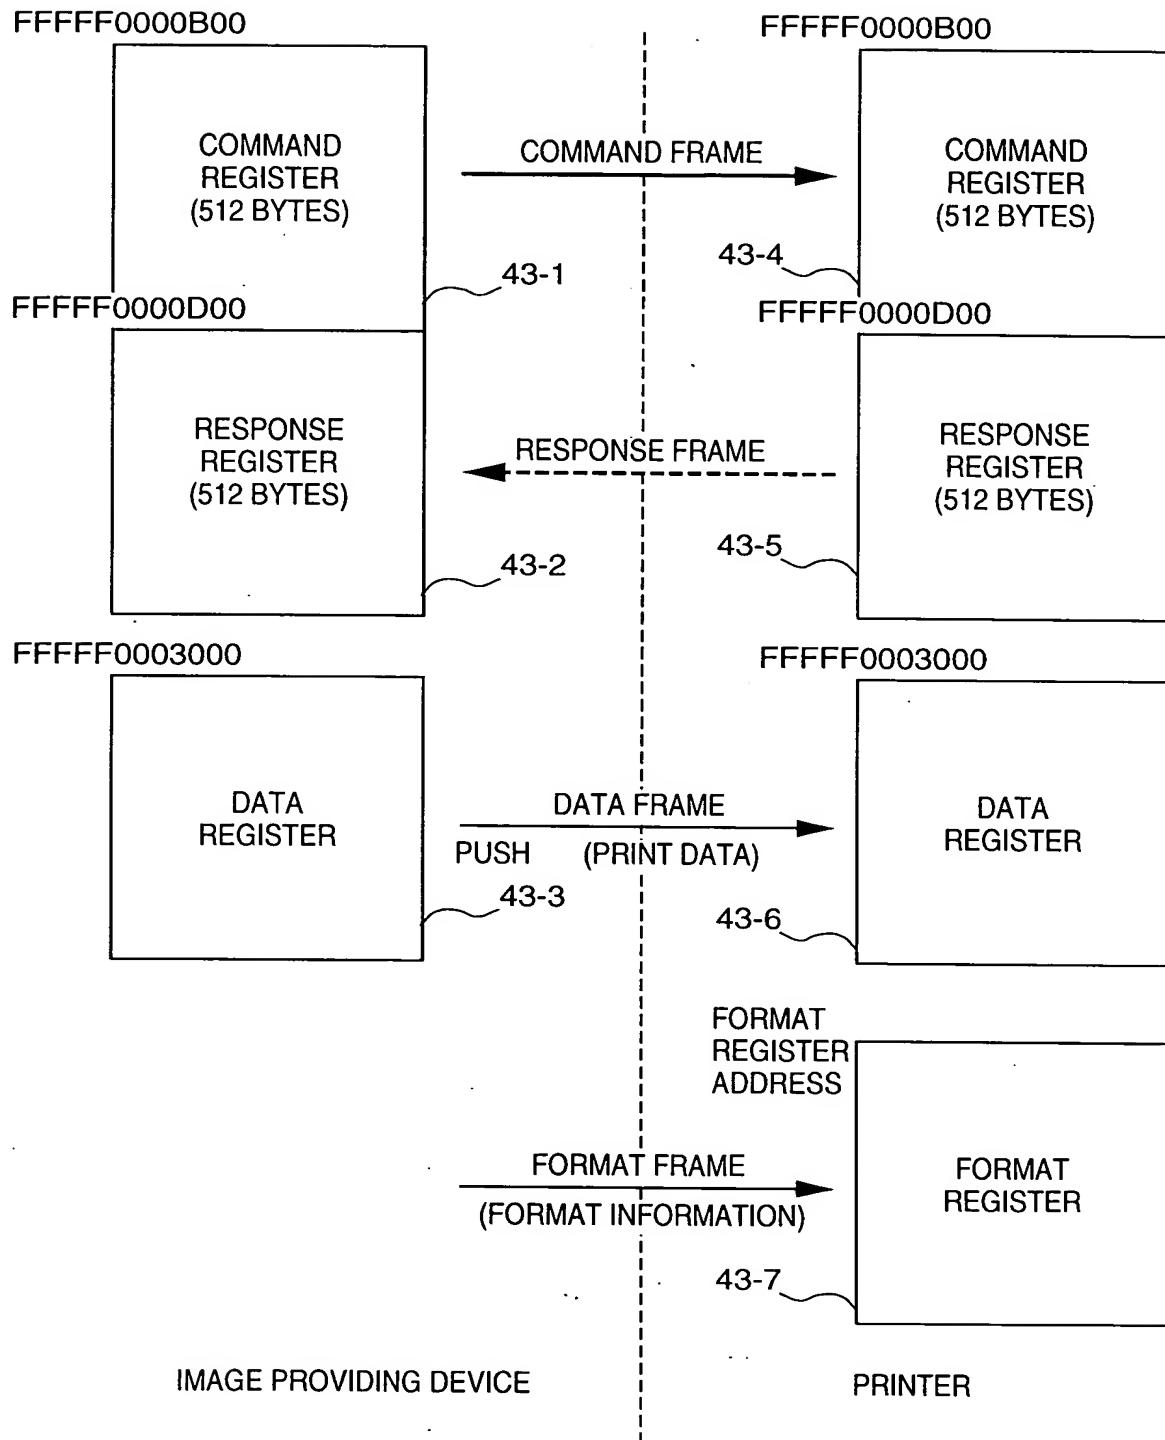 FFFFF0000B00
FFFFF0000B00
COMMAND
REGISTER
(512 BYTES)
COMMAND FRAME
COMMAND
REGISTER
(512 BYTES)
43-1
43-4
FFFFF0000D00
FFFFF0000D00
RESPONSE
REGISTER
(512 BYTES)
RESPONSE FRAME
RESPONSE
REGISTER
(512 BYTES)
43-2
43-5
FFFFF0003000
FFFFF0003000
DATA
REGISTER
DATA FRAME
PUSH (PRINT DATA)
DATA
REGISTER
43-3
43-6
FORMAT
REGISTER
ADDRESS
FORMAT FRAME
(FORMAT INFORMATION)
FORMAT
REGISTER
43-7
IMAGE PROVIDING DEVICE
PRINTER